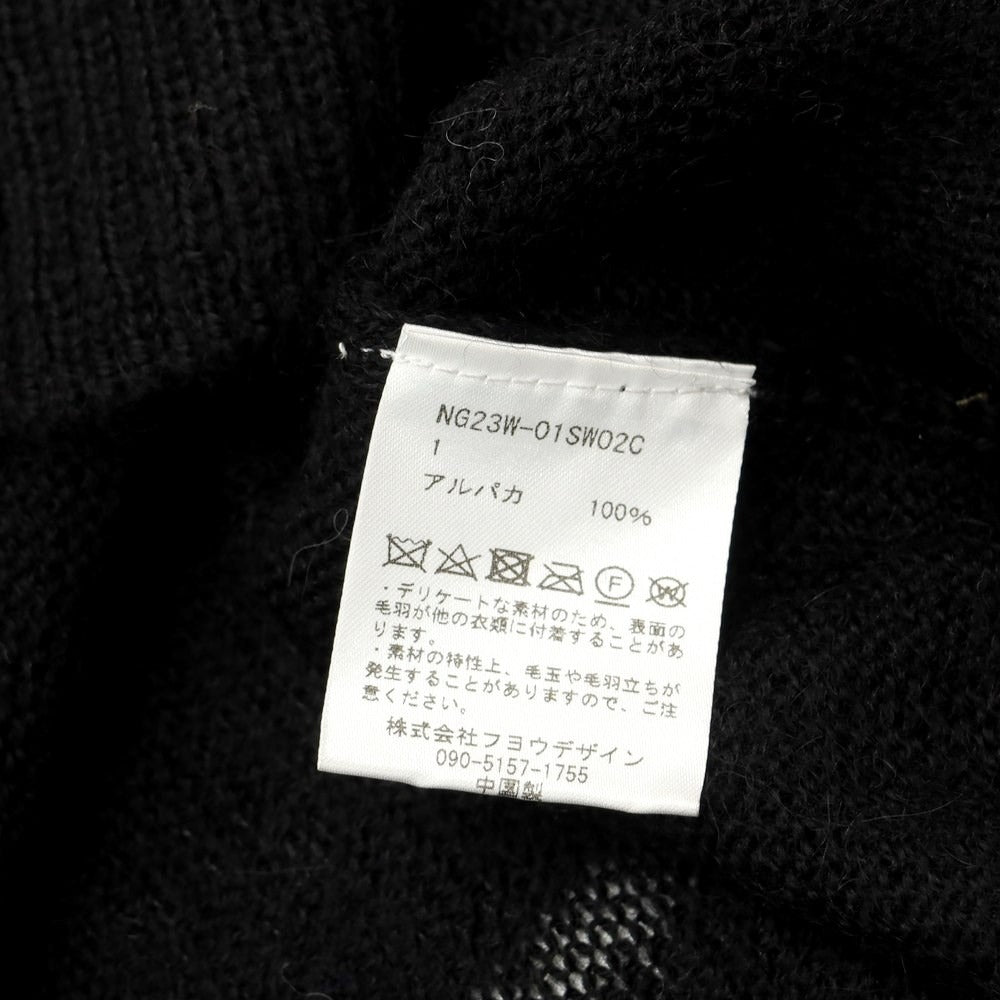 NG23W-01SW02C
1
アルパカ 100%
F W
・デリケートな素材のため、表面の
毛羽が他の衣類に付着することがあ
ります。
・素材の特性上、毛玉や毛羽立ちが
発生することがありますので、ご注
意ください。
株式会社フヨウデザイン
090-5157-1755
中国製